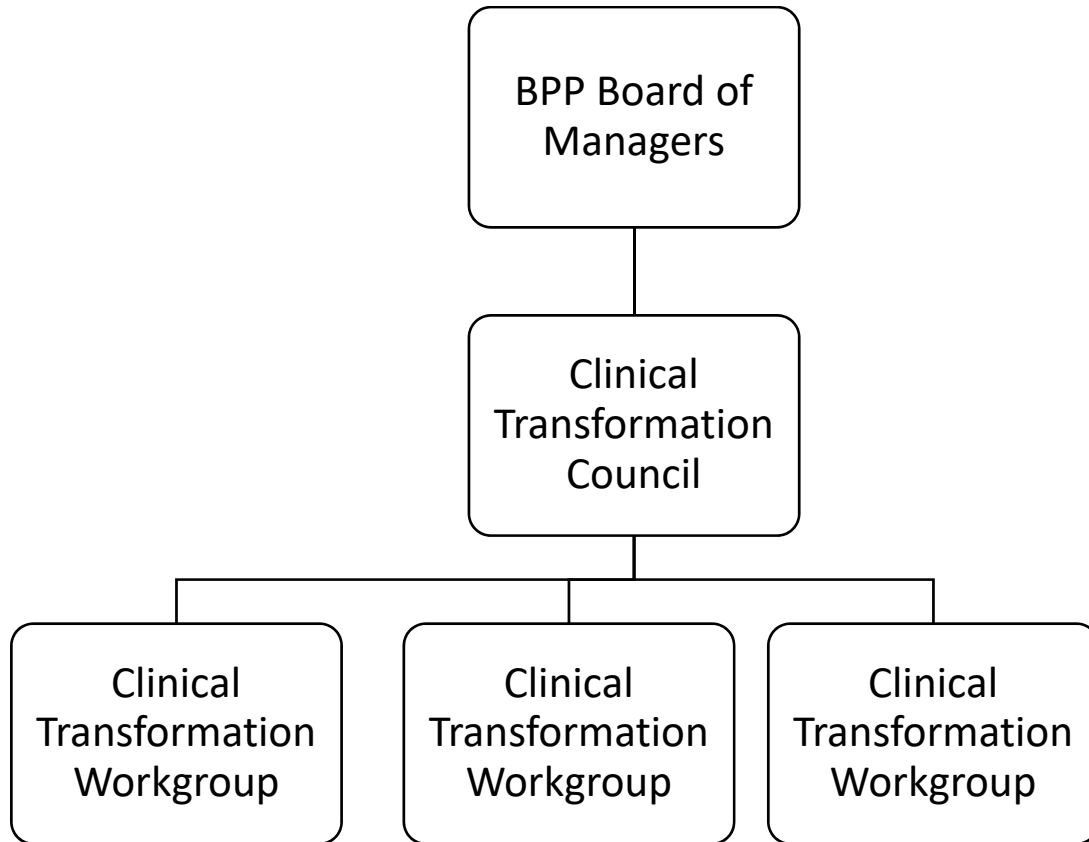 BPP Board of
Managers
Clinical
Transformation
Council
Clinical
Transformation
Workgroup
Clinical
Transformation
Workgroup
Clinical
Transformation
Workgroup